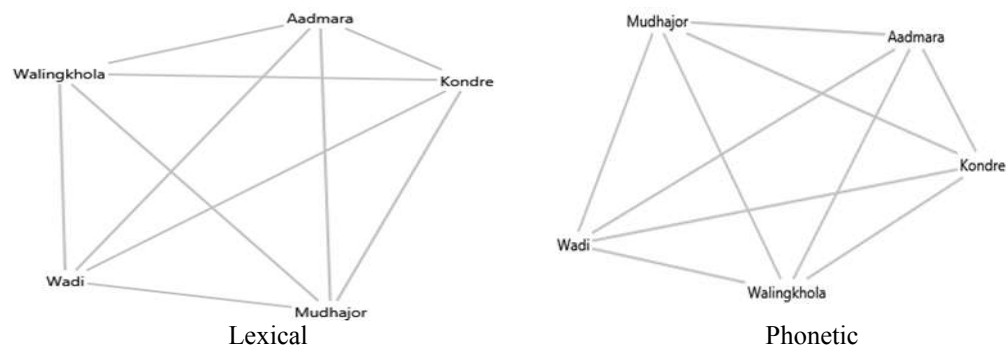 Aadmara
Walingkhola
Kondre
Wadi
Mudhajor
Lexical
Mudhajor
Aadmara
Kondre
Wadi
Walingkhola
Phonetic